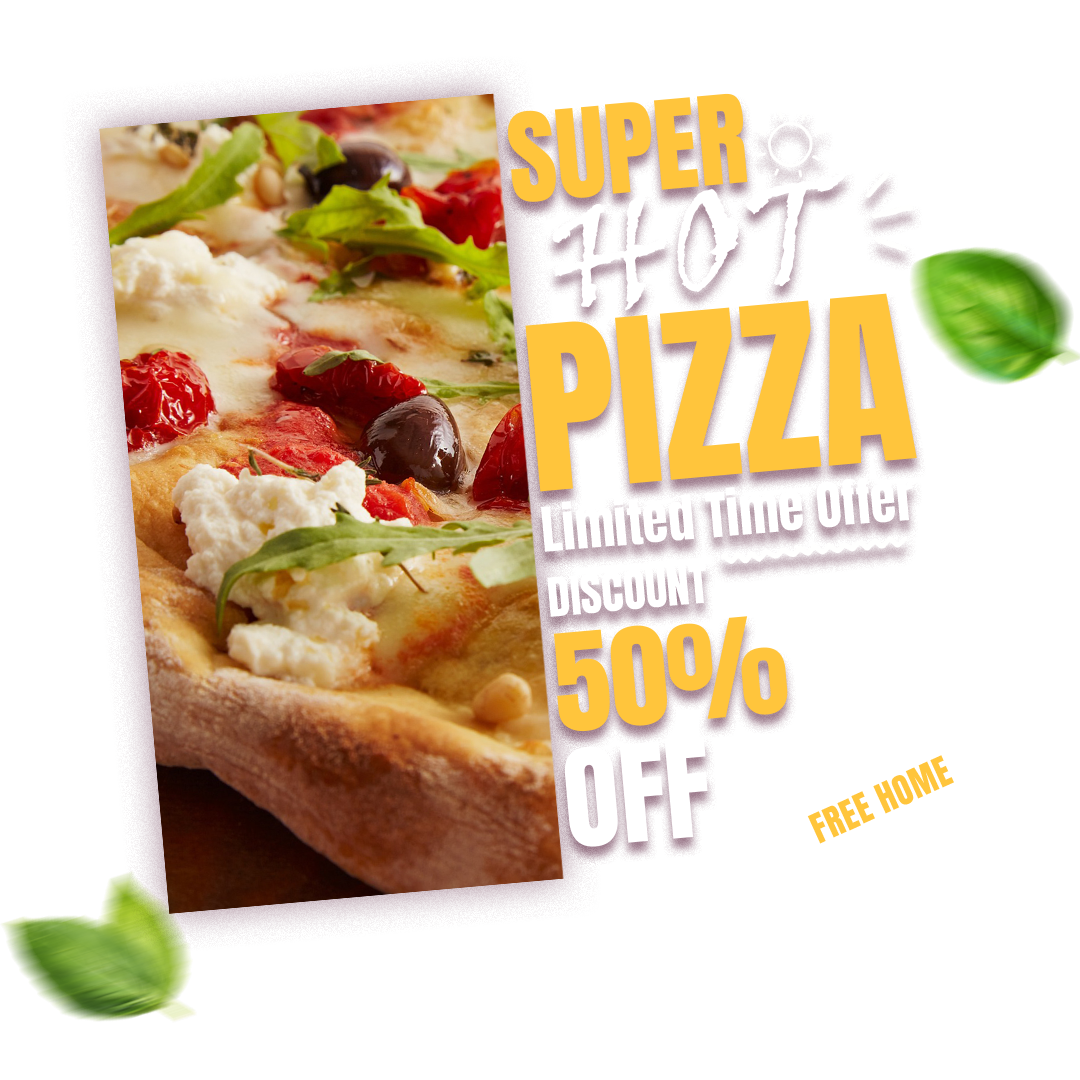 SUPER
HOT
PIZZA
Limited Time Offer
DISCOUNT
50%
OFF
FREE HOME